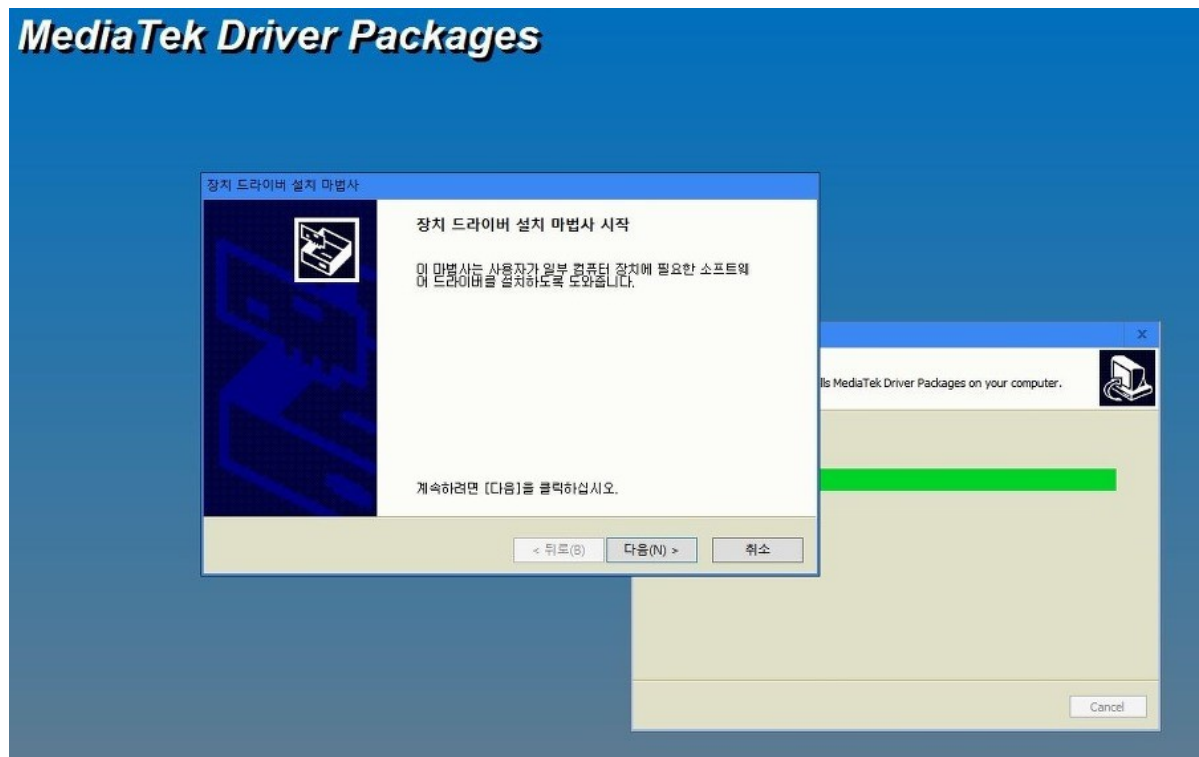 MediaTek Driver Packages
장치 드라이버 설치 마법사
장치 드라이버 설치 마법사 시작
이 마법사는 사용자가 일부 컴퓨터 장치에 필요한 소프트웨
어 드라이버를 설치하도록 도와줍니다.
계속하려면 [다음]을 클릭하십시오.
< 뒤로(B)
다음(N) >
취소
x
lls MediaTek Driver Packages on your computer.
Cancel